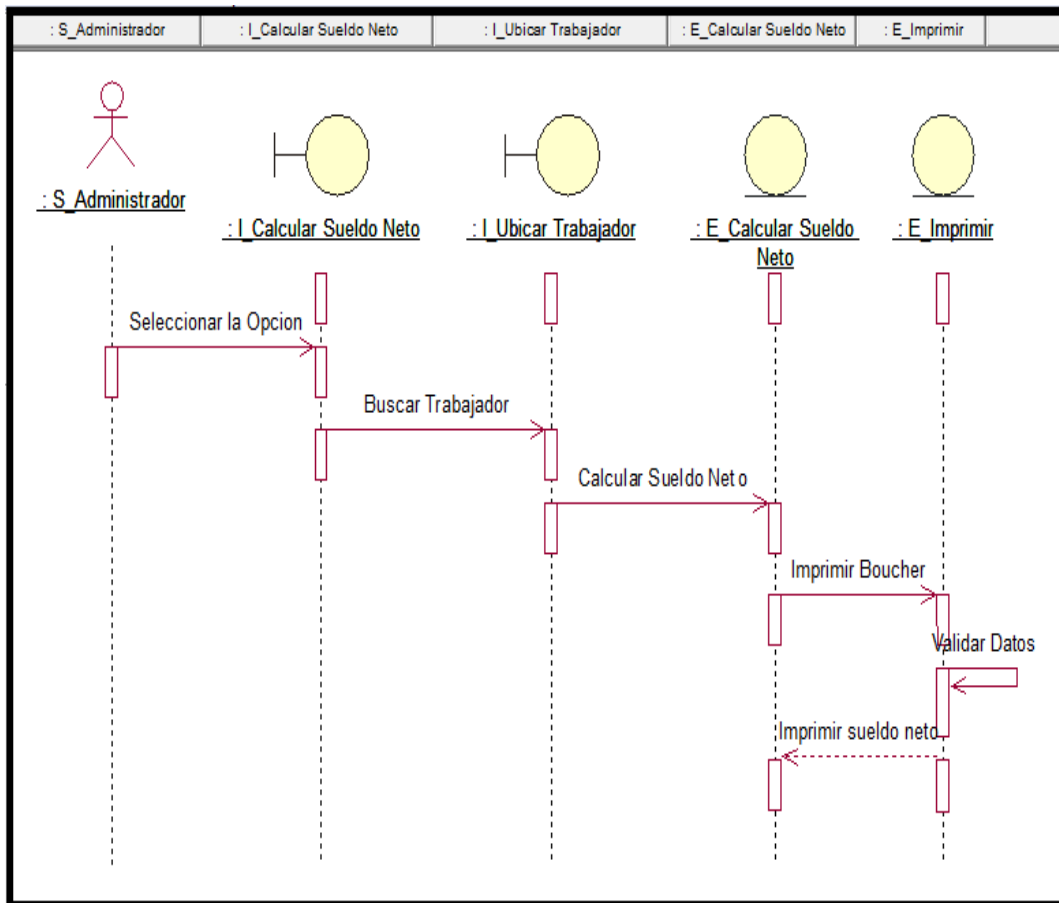 : S_Administrador
: I_Calcular Sueldo Neto
: I_Ubicar Trabajador
: E_Calcular Sueldo Neto
: E_Imprimir
: S_Administrador
: I_Calcular Sueldo Neto
: I_Ubicar Trabajador
: E_Calcular Sueldo
Neto
: E_Imprimir
Seleccionar la Opcion
Buscar Trabajador
Calcular Sueldo Neto
Imprimir Boucher
Validar Datos
Imprimir sueldo neto